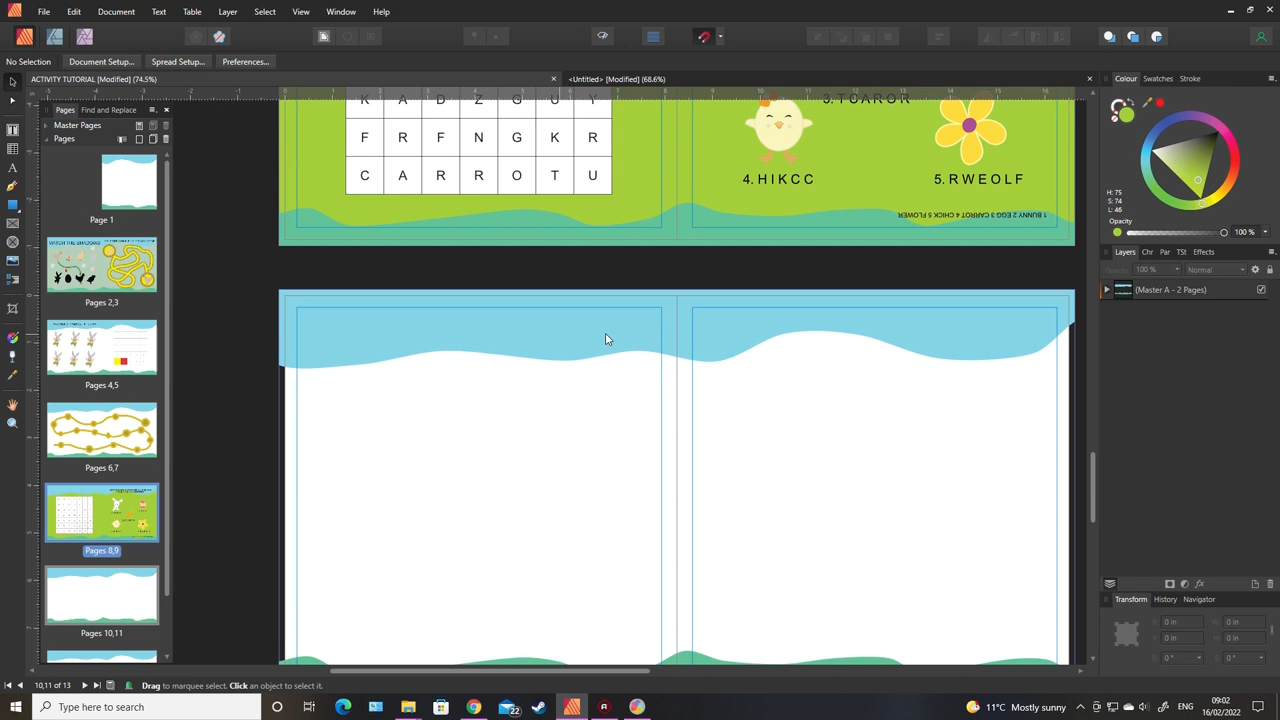 File Edit Document Text Table Layer Select View Window Help
No Selection Document Setup... Spread Setup... Preferences...
ACTIVITY TUTORIAL [Modified] (74.5%) <Untitled> [Modified] (68.6%)
Pages Find and Replace
Master Pages
Pages
Page 1
Pages 2,3
Pages 4,5
Pages 6,7
Pages 8,9
Pages 10,11
K A D Z G U Y
F R F N G K R
C A R R O T U
3. T C A R O R
4. H I K C C
5. R W E O L F
1 BUNNY 2 EGG 3 CARROT 4 CHICK 5 FLOWER
Colour Swatches Stroke
H: 75
S: 74
L: 46
Opacity
100 %
Layers Chr Par TSt Effects
Opacity: 100 % Normal
(Master A - 2 Pages)
Transform History Navigator
X: 0 in W: 0 in
Y: 0 in H: 0 in
R: 0 ° S: 0 °
10,11 of 13 Drag to marquee select. Click an object to select it.
Type here to search
22
11°C Mostly sunny
ENG
09:02
16/02/2022